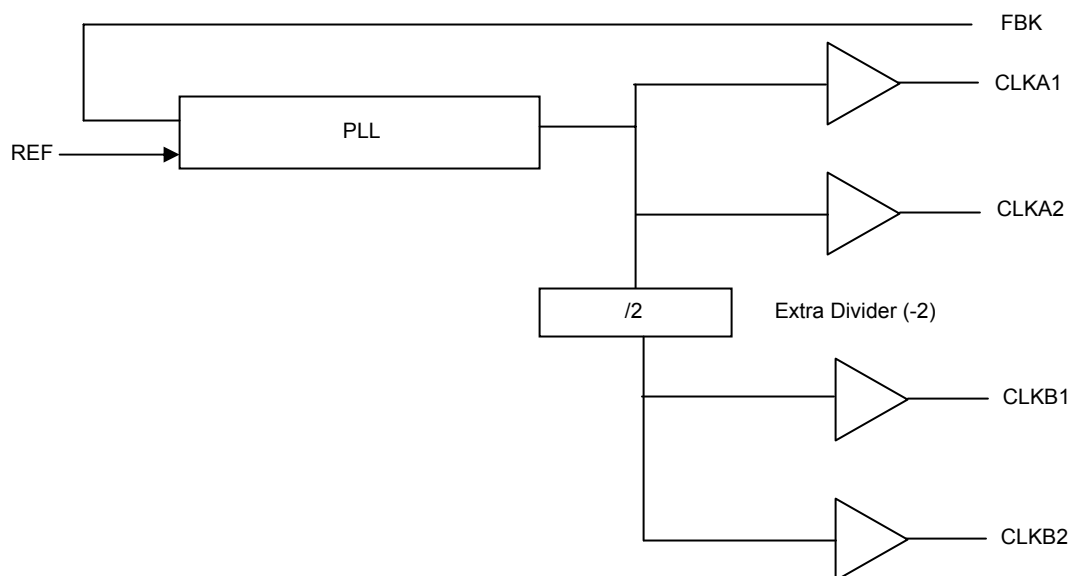 FBK
CLKA1
PLL
REF
CLKA2
/2
Extra Divider (-2)
CLKB1
CLKB2